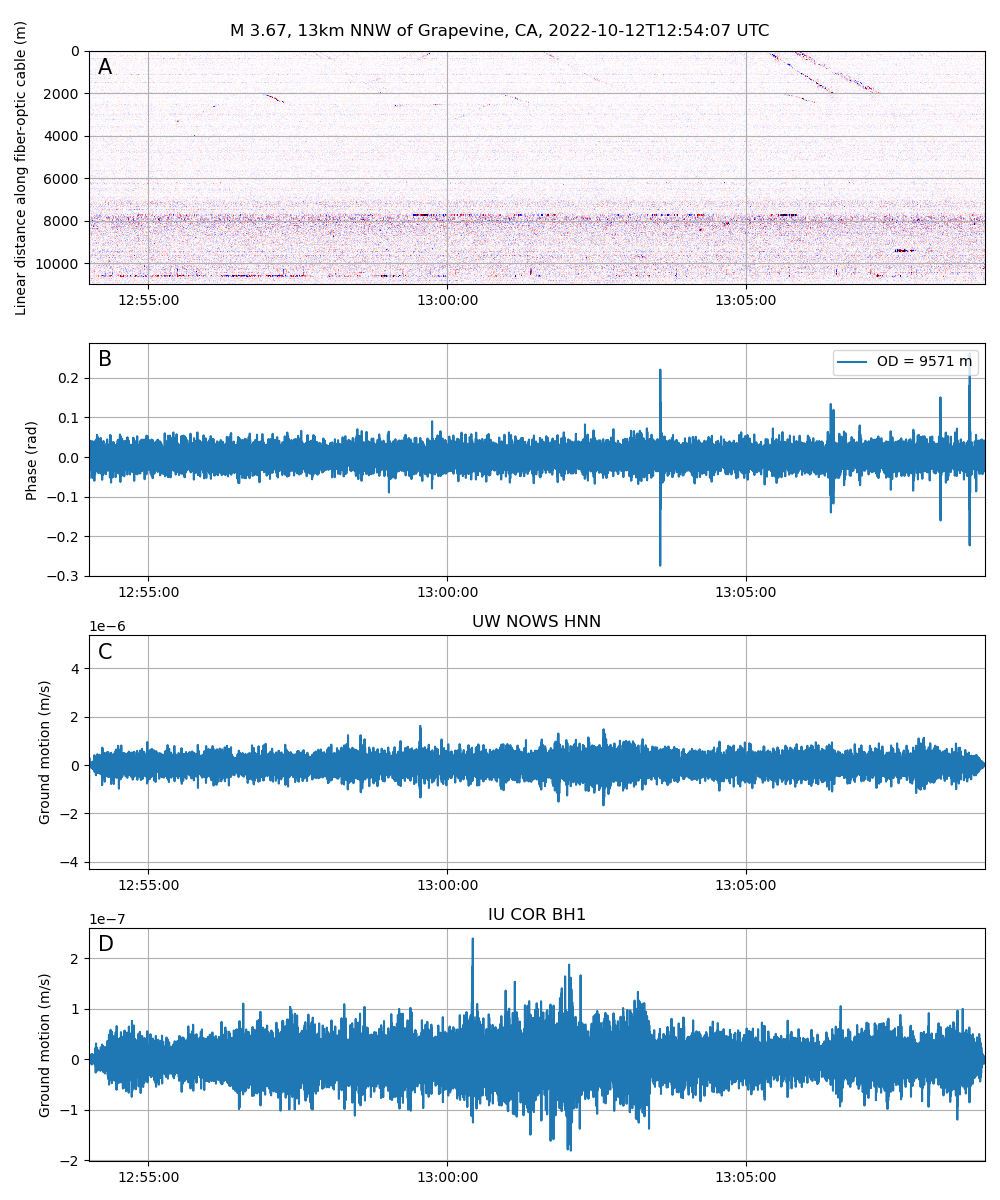 M 3.67, 13km NNW of Grapevine, CA, 2022-10-12T12:54:07 UTC
Linear distance along fiber-optic cable (m)
A
0
2000
4000
6000
8000
10000
12:55:00 13:00:00 13:05:00
B
OD = 9571 m
Phase (rad)
0.2
0.1
0.0
−0.1
−0.2
−0.3
12:55:00 13:00:00 13:05:00
UW NOWS HNN
1e−6
C
Ground motion (m/s)
4
2
0
−2
−4
12:55:00 13:00:00 13:05:00
IU COR BH1
1e−7
D
Ground motion (m/s)
2
1
0
−1
−2
12:55:00 13:00:00 13:05:00